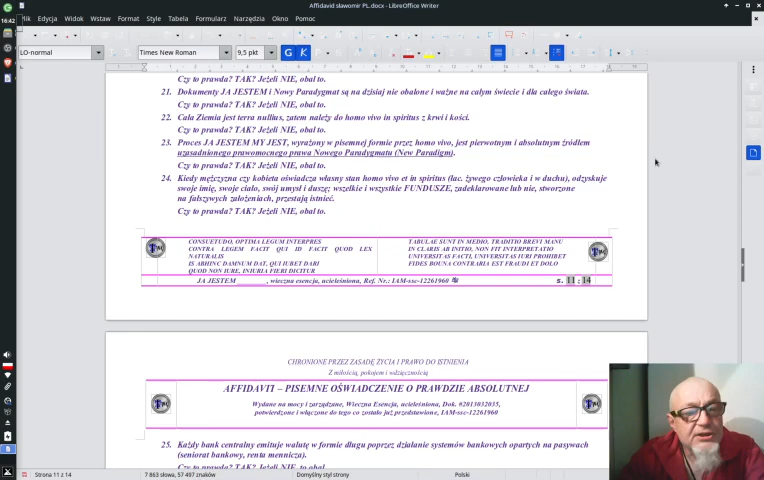 Affidavid sławomir PL.docx - LibreOffice Writer
16:42
Plik Edycja Widok Wstaw Format Style Tabela Formularz Narzędzia Okno Pomoc
LO-normal
Times New Roman
9,5 pkt
Czy to prawda? TAK? Jeżeli NIE, obal to.
21. Dokumenty JA JESTEM i Nowy Paradygmat są na dzisiaj nie obalone i ważne na całym świecie i dla całego świata.
Czy to prawda? TAK? Jeżeli NIE, obal to.
22. Cała Ziemia jest terra nullius, zatem należy do homo vivo in spiritus z krwi i kości.
Czy to prawda? TAK? Jeżeli NIE, obal to.
23. Proces JA JESTEM MY JEST, wyrażony w pisemnej formie przez homo vivo, jest pierwotnym i absolutnym źródłem
uzasadnionego prawomocnego prawa Nowego Paradygmatu (New Paradigm).
Czy to prawda? TAK? Jeżeli NIE, obal to.
24. Kiedy mężczyzna czy kobieta oświadcza własny stan homo vivo et in spiritus (łac. żywego człowieka i w duchu), odzyskuje
swoje imię, swoje ciało, swój umysł i duszę; wszelkie i wszystkie FUNDUSZE, zadeklarowane lub nie, stworzone
na fałszywych założeniach, przestają istnieć.
Czy to prawda? TAK? Jeżeli NIE, obal to.
CONSUETUDO, OPTIMA LEGUM INTERPRES
CONTRA LEGEM FACIT QUI ID FACIT QUOD LEX
NATURALIS
IS ABHINC DAMNUM DAT, QUI IUBET DARI
QUOD NON IURE, INIURIA FIERI DICITUR
TABULAE SUNT IN MEDIO, TRADITIO BREVI MANU
IN CLARIS AB INITIO, NON FIT INTERPRETATIO
UNIVERSITAS FACTI, UNIVERSITAS IURI PROHIBET
FIDES BOUNA CONTRARIA EST FRAUDI ET DOLO
JA JESTEM ________, wieczna esencja, ucieleśniona, Ref. Nr.: IAM-ssc-12261960
s. 11 : 14
CHRONIONE PRZEZ ZASADĘ ŻYCIA I PRAWO DO ISTNIENIA
Z miłością, pokojem i wdzięcznością
AFFIDAVTI – PISEMNE OŚWIADCZENIE O PRAWDZIE ABSOLUTNEJ
Wydane na mocy i zarządzane, Wieczna Esencja, ucieleśniona, Dok. #2013032035,
potwierdzone i włączone do tego co zostało już przedstawione, IAM-ssc-12261960
25. Każdy bank centralny emituje walutę w formie długu poprzez działanie systemów bankowych opartych na pasywach
(seniorat bankowy, renta mennicza).
Czy to prawda? TAK? Jeżeli NIE, to obal.
Strona 11 z 14
7 863 słowa, 57 497 znaków
Domyślny styl strony
Polski